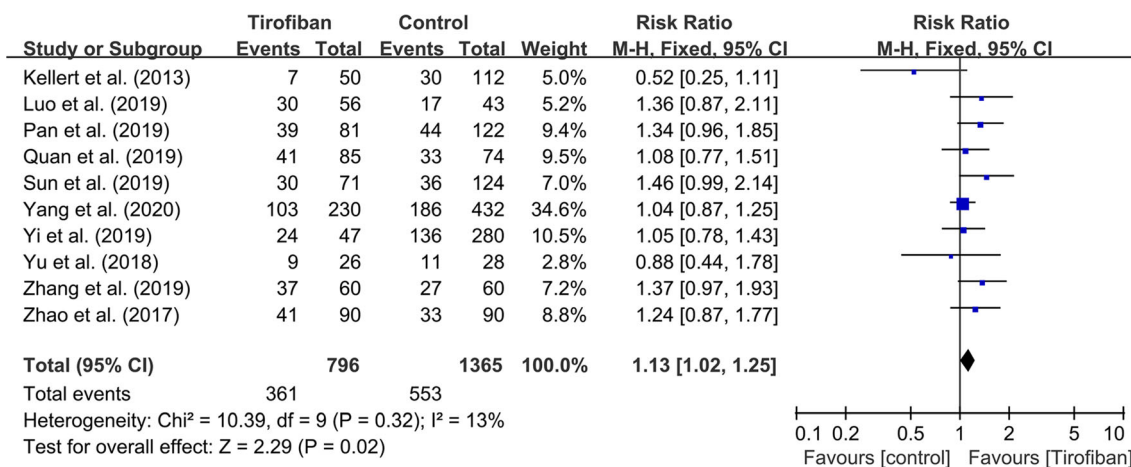 Tirofiban Control Risk Ratio Risk Ratio
Study or Subgroup Events Total Events Total Weight M-H, Fixed, 95% CI M-H, Fixed, 95% CI
Kellert et al. (2013) 7 50 30 112 5.0% 0.52 [0.25, 1.11]
Luo et al. (2019) 30 56 17 43 5.2% 1.36 [0.87, 2.11]
Pan et al. (2019) 39 81 44 122 9.4% 1.34 [0.96, 1.85]
Quan et al. (2019) 41 85 33 74 9.5% 1.08 [0.77, 1.51]
Sun et al. (2019) 30 71 36 124 7.0% 1.46 [0.99, 2.14]
Yang et al. (2020) 103 230 186 432 34.6% 1.04 [0.87, 1.25]
Yi et al. (2019) 24 47 136 280 10.5% 1.05 [0.78, 1.43]
Yu et al. (2018) 9 26 11 28 2.8% 0.88 [0.44, 1.78]
Zhang et al. (2019) 37 60 27 60 7.2% 1.37 [0.97, 1.93]
Zhao et al. (2017) 41 90 33 90 8.8% 1.24 [0.87, 1.77]
Total (95% CI) 796 1365 100.0% 1.13 [1.02, 1.25]
Total events 361 553
Heterogeneity: Chi² = 10.39, df = 9 (P = 0.32); I² = 13%
Test for overall effect: Z = 2.29 (P = 0.02)
0.1 0.2 0.5 1 2 5 10
Favours [control] Favours [Tirofiban]